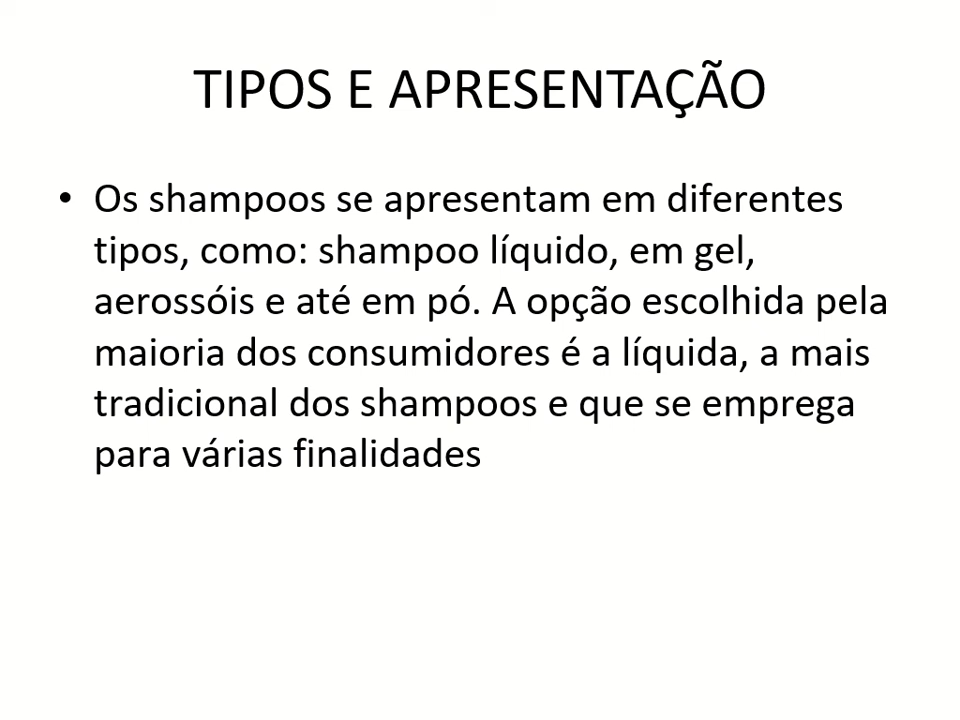 TIPOS E APRESENTAÇÃO
• Os shampoos se apresentam em diferentes
tipos, como: shampoo líquido, em gel,
aerossóis e até em pó. A opção escolhida pela
maioria dos consumidores é a líquida, a mais
tradicional dos shampoos e que se emprega
para várias finalidades